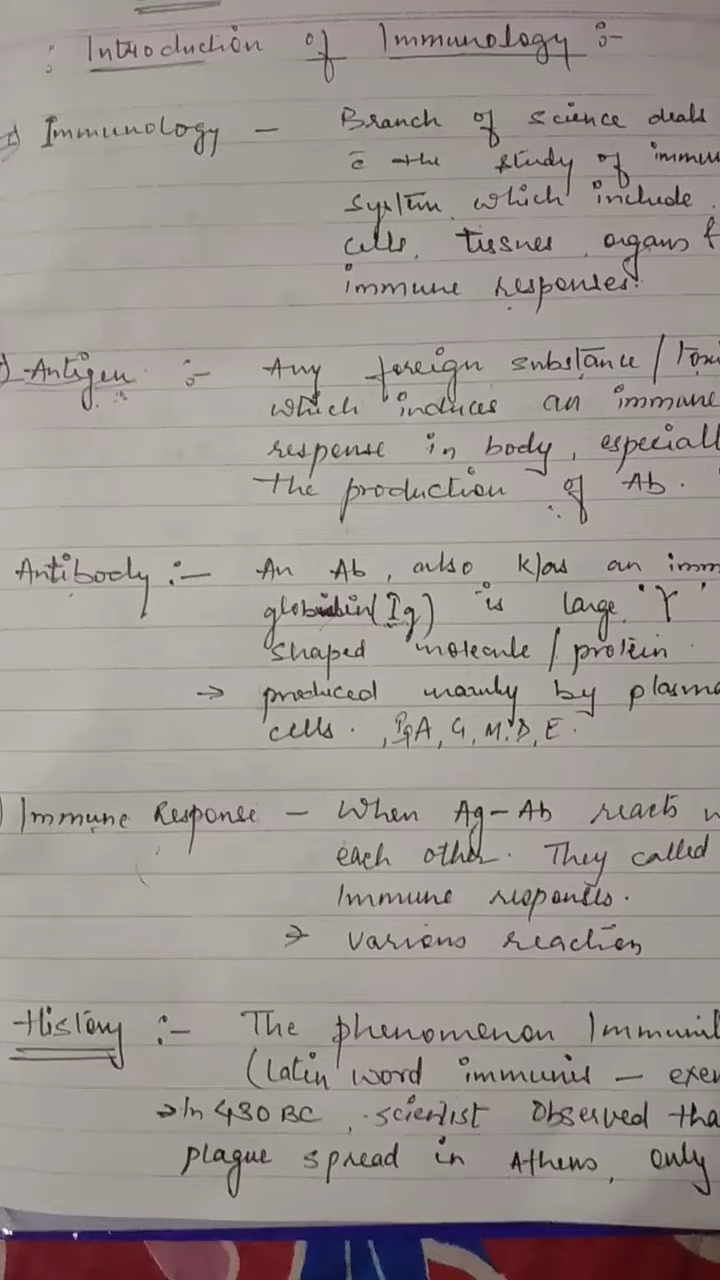 : Introduction of Immunology :-
Immunology — Branch of science deals
c̄ the study of immu
system which include
cells, tissues, organs &
immune responses.
Antigen :- Any foreign substance / Toxi
which induces an immune
response in body, especiall
the production of Ab.
Antibody :- An Ab, also k/as an imm
globulin (Ig) is large 'Y'
shaped molecule / protein
→ produced mainly by plasma
cells. , IgA, G, M, D, E.
Immune Response — When Ag-Ab reacts w
each other. They called
Immune responses.
→ various reaction
History :- The phenomenon Immunit
(latin word immunis — exem
→ In 430 BC, scientist observed tha
plague spread in Athens, only